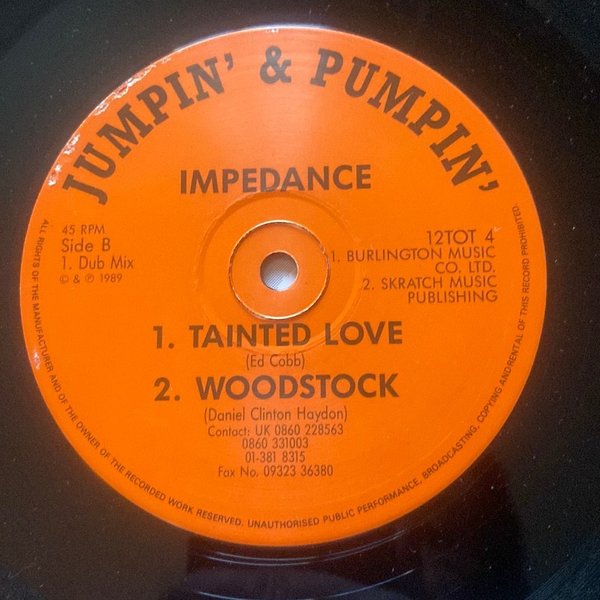 JUMPIN' & PUMPIN'
IMPEDANCE
45 RPM
Side B
1. Dub Mix
© & ℗ 1989
12TOT 4
1. BURLINGTON MUSIC
CO. LTD.
2. SKRATCH MUSIC
PUBLISHING
1. TAINTED LOVE
(Ed Cobb)
2. WOODSTOCK
(Daniel Clinton Haydon)
Contact: UK 0860 228563
0860 331003
01-381 8315
Fax No. 09323 36380
ALL RIGHTS OF THE MANUFACTURER AND OF THE OWNER OF THE RECORDED WORK RESERVED. UNAUTHORISED PUBLIC PERFORMANCE, BROADCASTING, COPYING AND RENTAL OF THIS RECORD PROHIBITED.